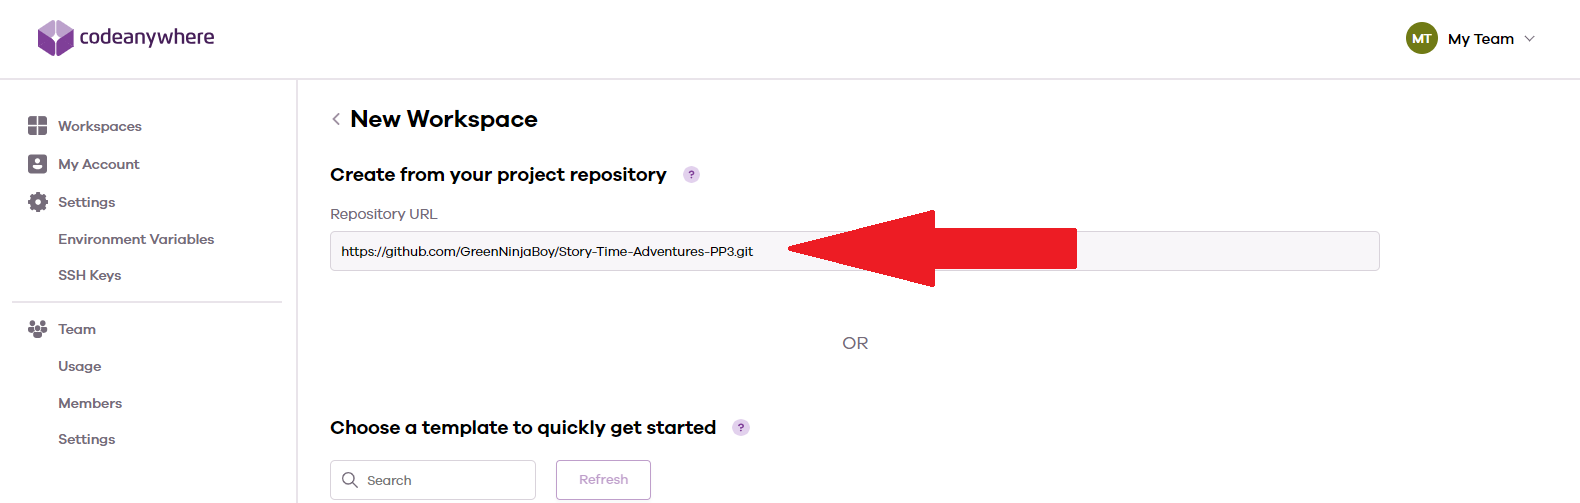 codeanywhere
MT My Team
Workspaces
My Account
Settings
Environment Variables
SSH Keys
Team
Usage
Members
Settings
New Workspace
Create from your project repository ?
Repository URL
https://github.com/GreenNinjaBoy/Story-Time-Adventures-PP3.git
OR
Choose a template to quickly get started ?
Search
Refresh